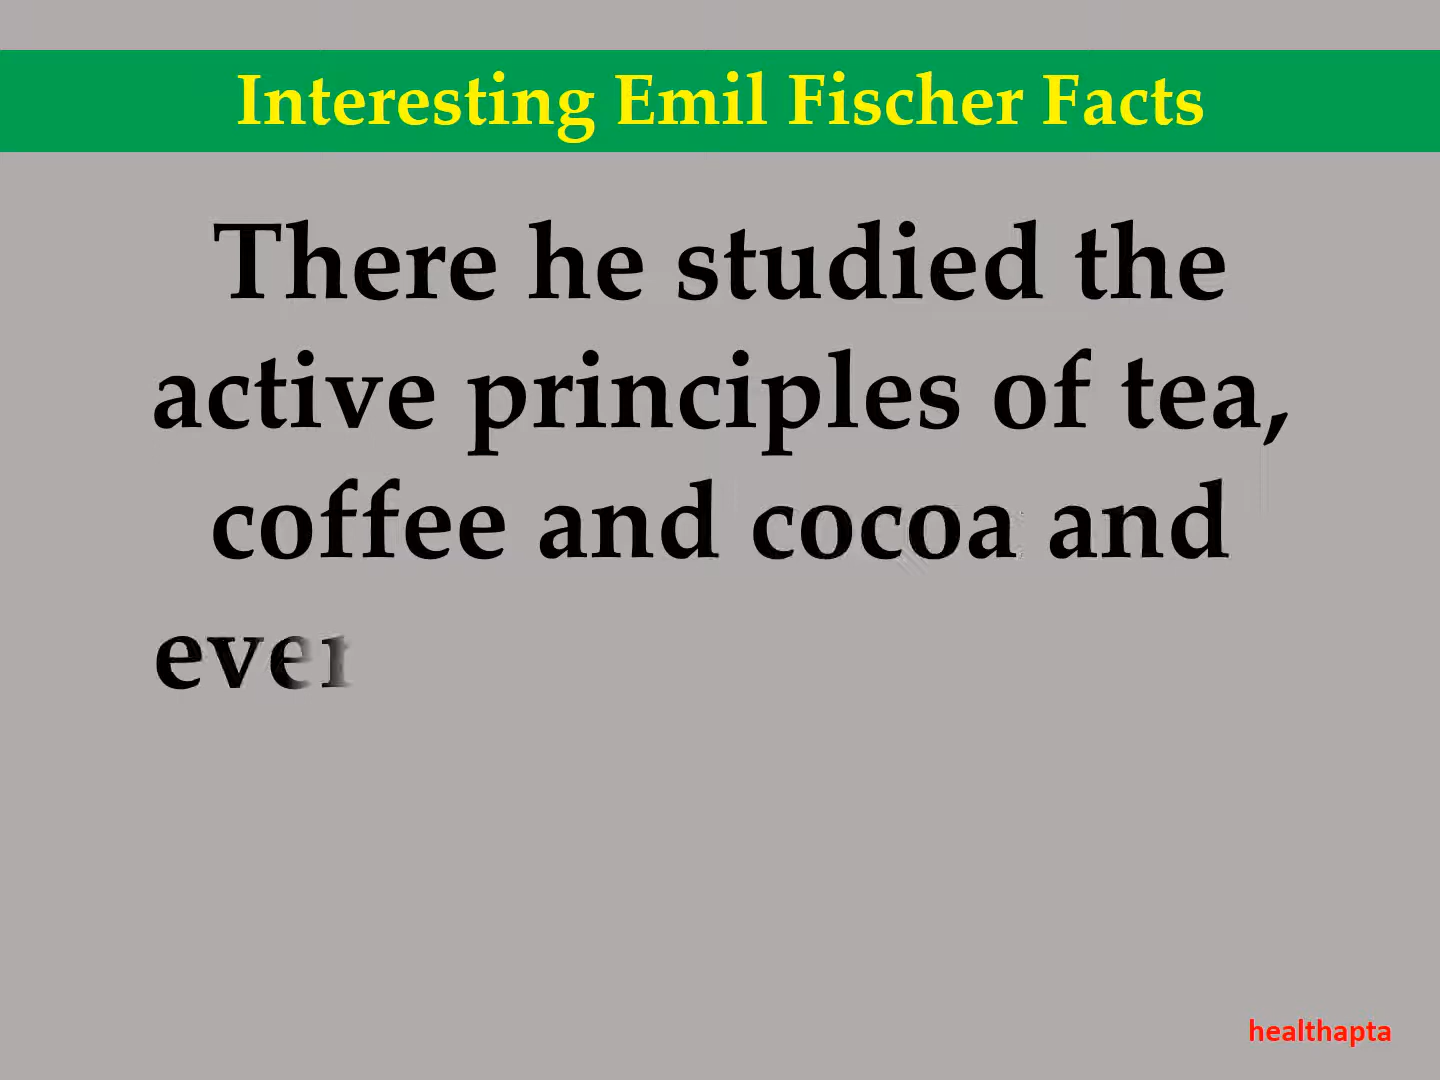 Interesting Emil Fischer Facts
There he studied the
active principles of tea,
coffee and cocoa and
healthapta